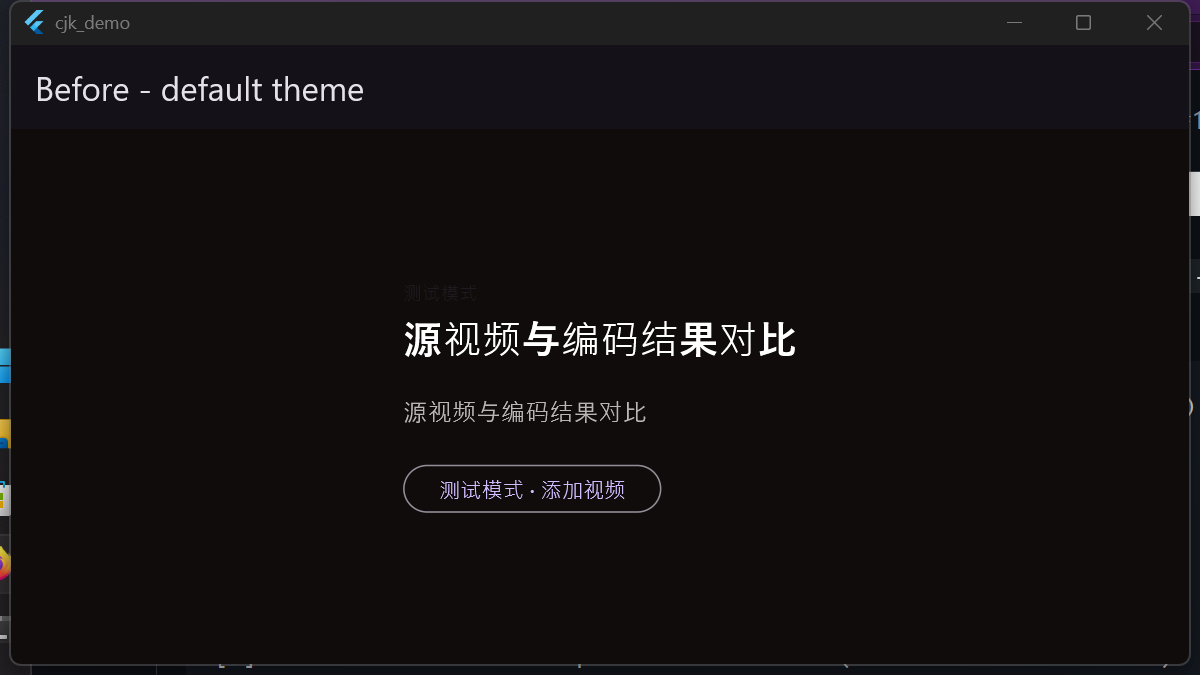 cjk_demo
Before - default theme
测试模式
源视频与编码结果对比
源视频与编码结果对比
测试模式 · 添加视频